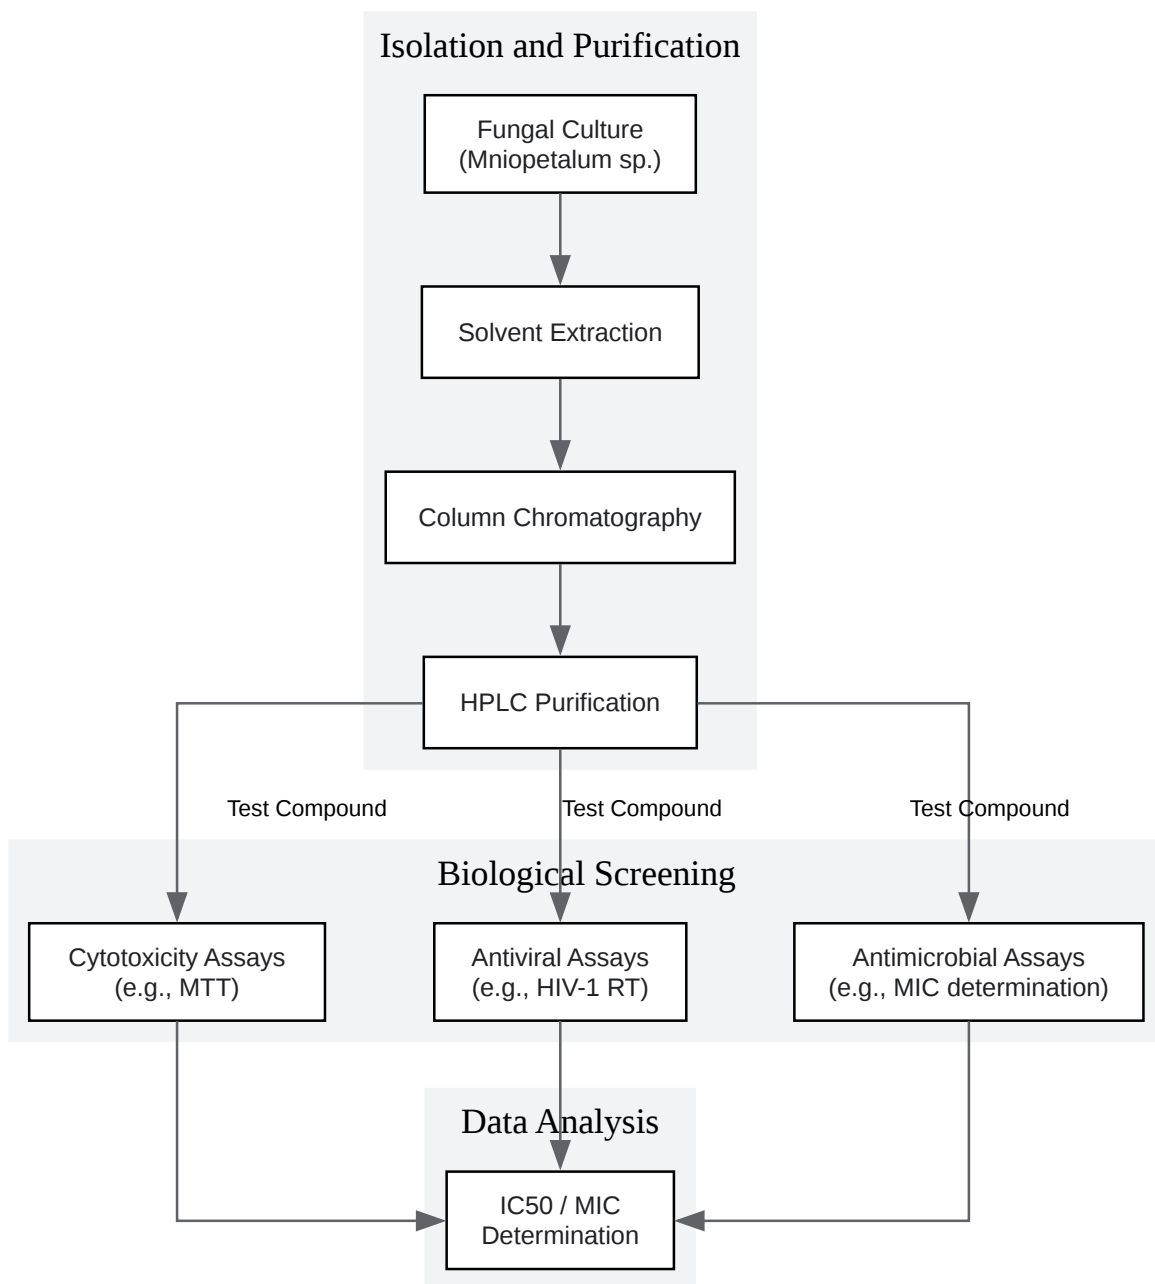 Isolation and Purification
Fungal Culture
(Mniopetalum sp.)
Solvent Extraction
Column Chromatography
HPLC Purification
Test Compound
Test Compound
Test Compound
Biological Screening
Cytotoxicity Assays
(e.g., MTT)
Antiviral Assays
(e.g., HIV-1 RT)
Antimicrobial Assays
(e.g., MIC determination)
Data Analysis
IC50 / MIC
Determination